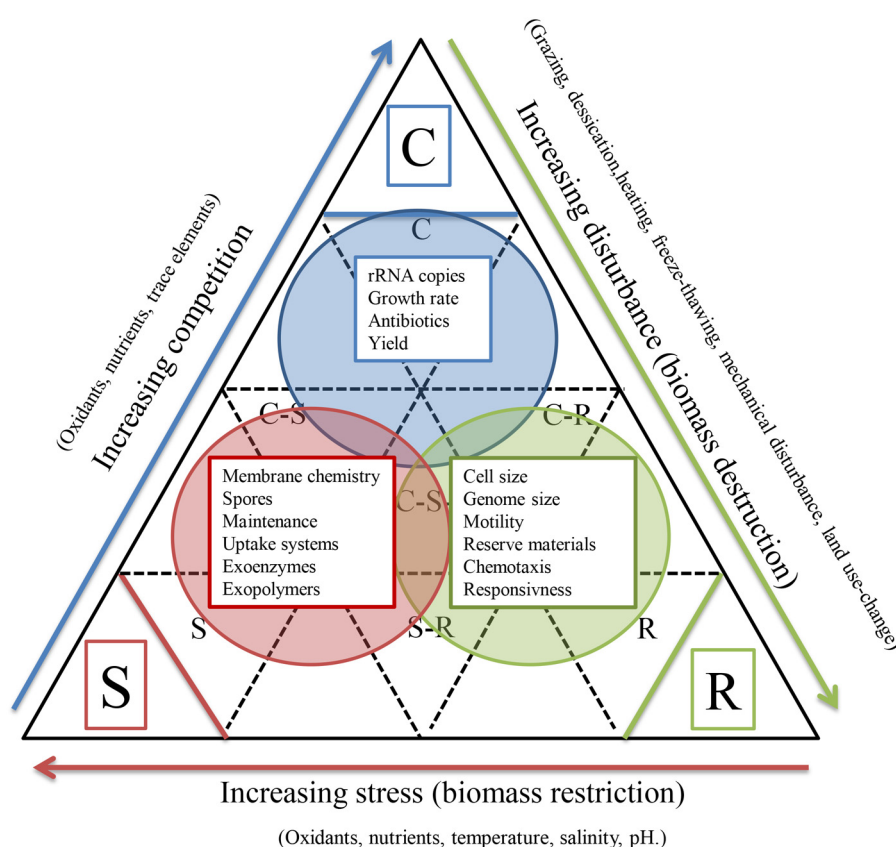 C
C
rRNA copies
Growth rate
Antibiotics
Yield
(Oxidants, nutrients, trace elements)
Increasing competition
(Grazing, dessication,heating, freeze-thawing, mechanical disturbance, land use-change)
Increasing disturbance (biomass destruction)
C-S
C-R
C-S-
Membrane chemistry
Spores
Maintenance
Uptake systems
Exoenzymes
Exopolymers
Cell size
Genome size
Motility
Reserve materials
Chemotaxis
Responsivness
S
S-R
R
S
R
Increasing stress (biomass restriction)
(Oxidants, nutrients, temperature, salinity, pH.)